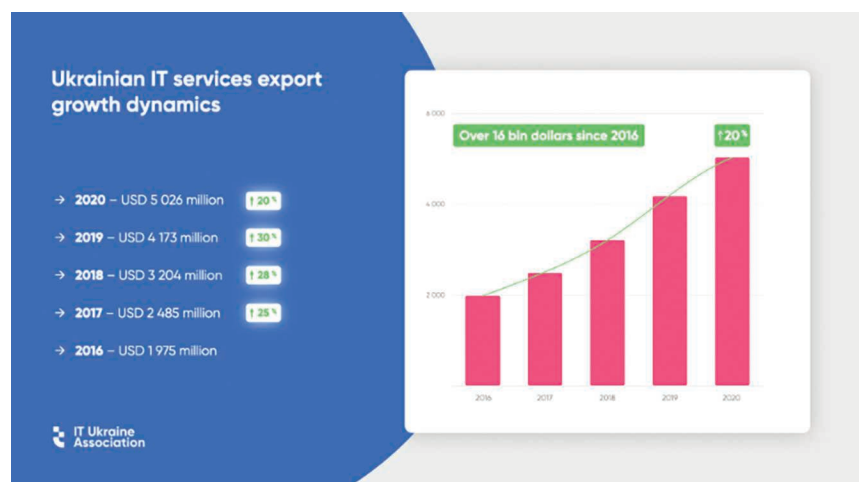 Ukrainian IT services export
growth dynamics
→ 2020 – USD 5 026 million ↑ 20 %
→ 2019 – USD 4 173 million ↑ 30 %
→ 2018 – USD 3 204 million ↑ 28 %
→ 2017 – USD 2 485 million ↑ 25 %
→ 2016 – USD 1 975 million
IT Ukraine
Association
6 000
Over 16 bln dollars since 2016 ↑20 %
4 000
2 000
2016 2017 2018 2019 2020